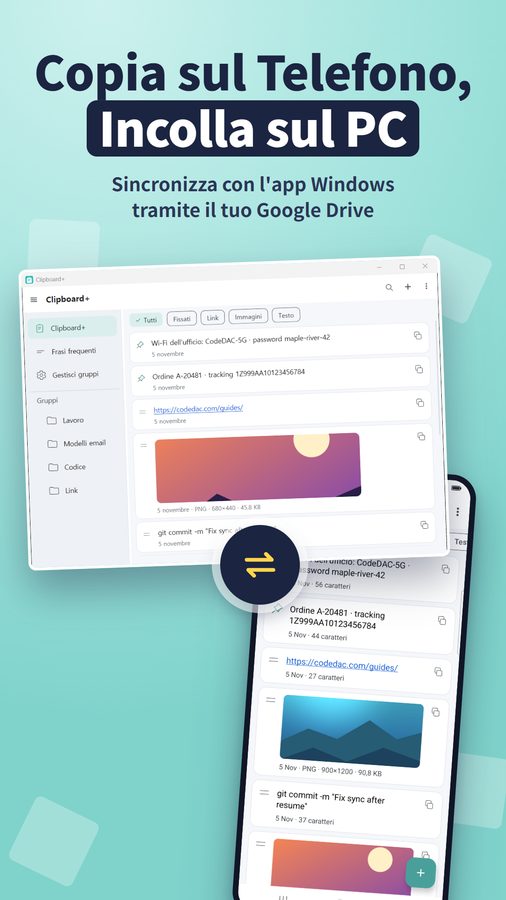 Copia sul Telefono,
Incolla sul PC
Sincronizza con l'app Windows
tramite il tuo Google Drive
Clipboard+
Clipboard+
Clipboard+
Frasi frequenti
Gestisci gruppi
Gruppi
Lavoro
Modelli email
Codice
Link
Tutti
Fissati
Link
Immagini
Testo
Wi-Fi dell'ufficio: CodeDAC-5G · password maple-river-42
5 novembre
Ordine A-20481 · tracking 1Z999AA10123456784
5 novembre
https://codedac.com/guides/
5 novembre
5 novembre · PNG · 680×440 · 45,8 KB
git commit -m "Fix sync
5 novembre
dell'ufficio: CodeDAC-5G ·
password maple-river-42
5 Nov · 56 caratteri
Ordine A-20481 · tracking
1Z999AA10123456784
5 Nov · 44 caratteri
https://codedac.com/guides/
5 Nov · 27 caratteri
5 Nov · PNG · 900×1200 · 90,8 KB
git commit -m "Fix sync after
resume"
5 Nov · 37 caratteri